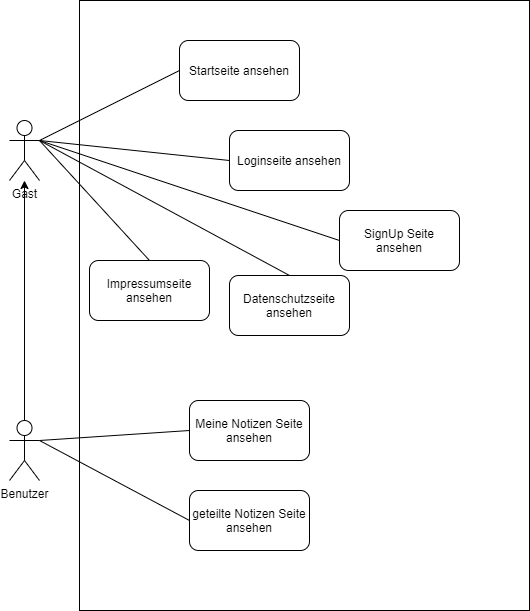 Startseite ansehen
Loginseite ansehen
Gast
SignUp Seite
ansehen
Impressumseite
ansehen
Datenschutzseite
ansehen
Meine Notizen Seite
ansehen
Benutzer
geteilte Notizen Seite
ansehen